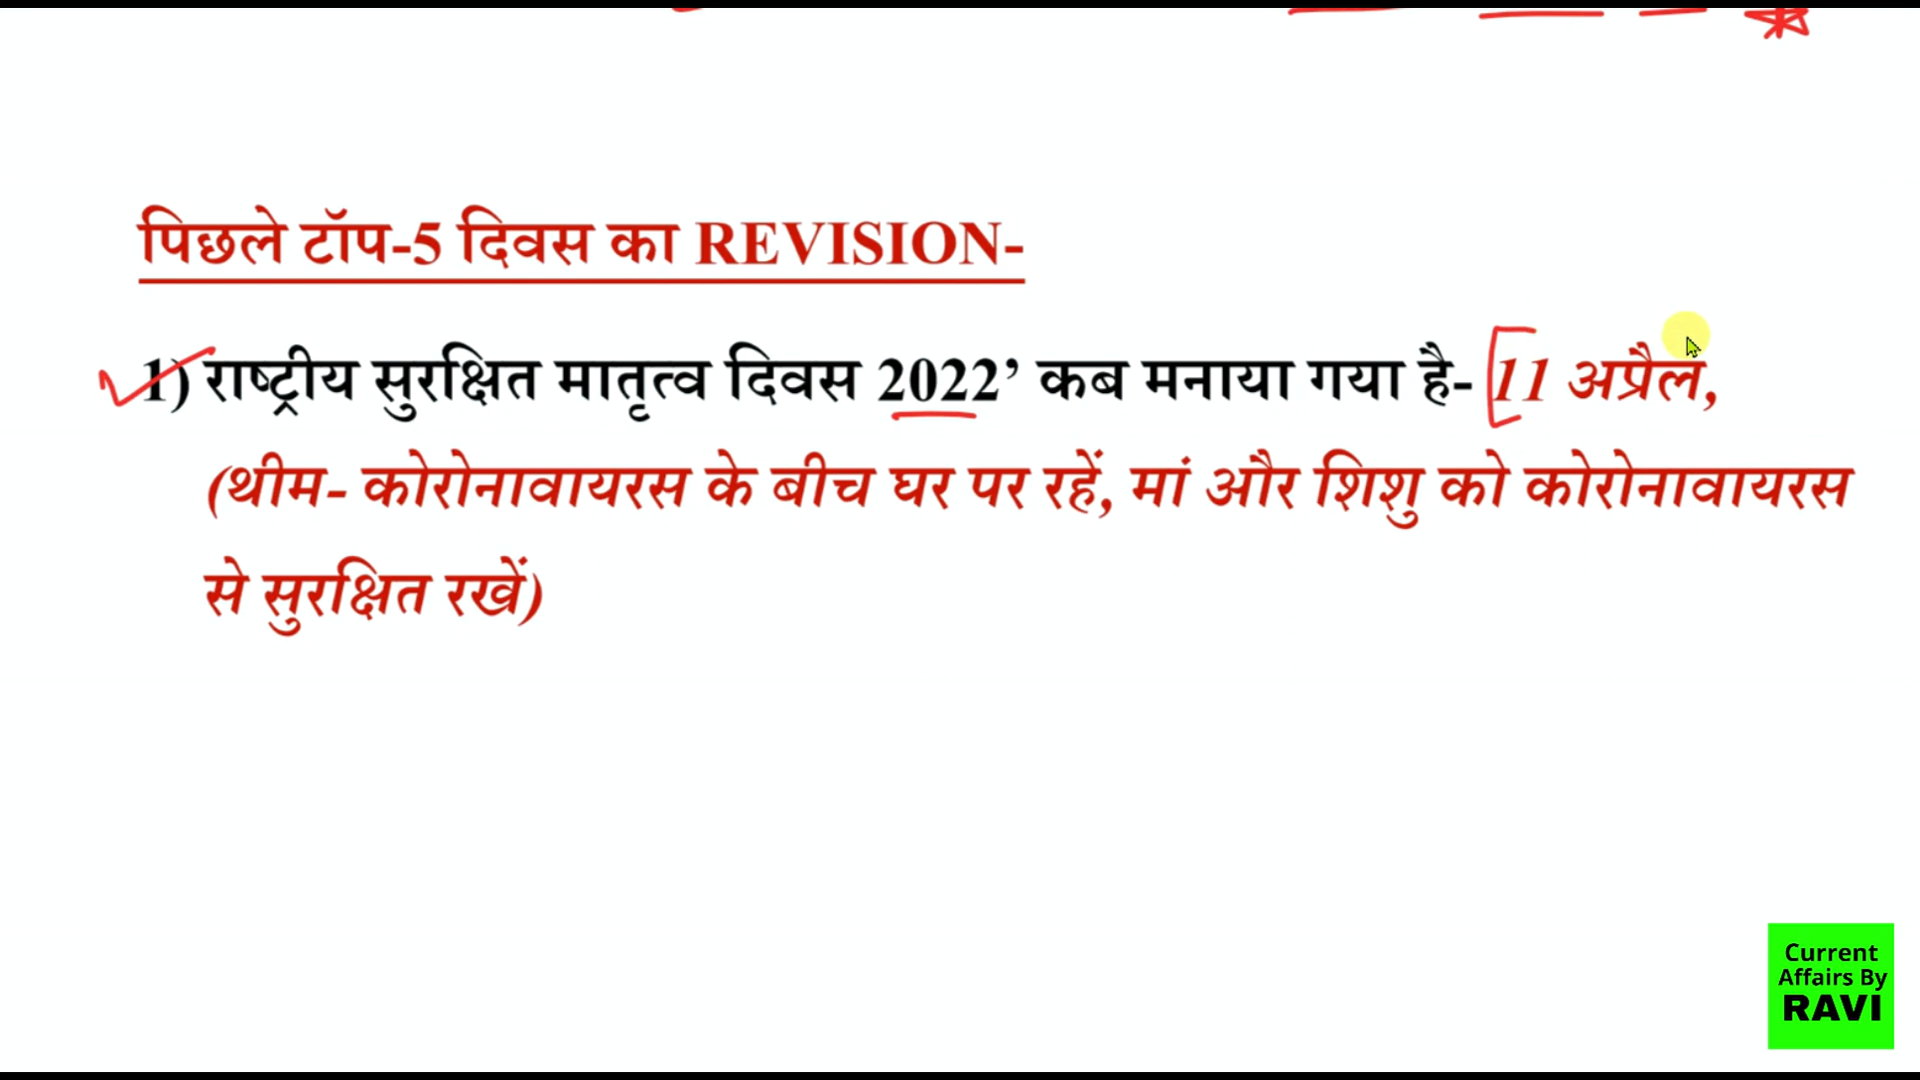 पिछले टॉप-5 दिवस का REVISION-
1) राष्ट्रीय सुरक्षित मातृत्व दिवस 2022’ कब मनाया गया है- 11 अप्रैल,
(थीम- कोरोनावायरस के बीच घर पर रहें, मां और शिशु को कोरोनावायरस
से सुरक्षित रखें)
Current
Affairs By
RAVI